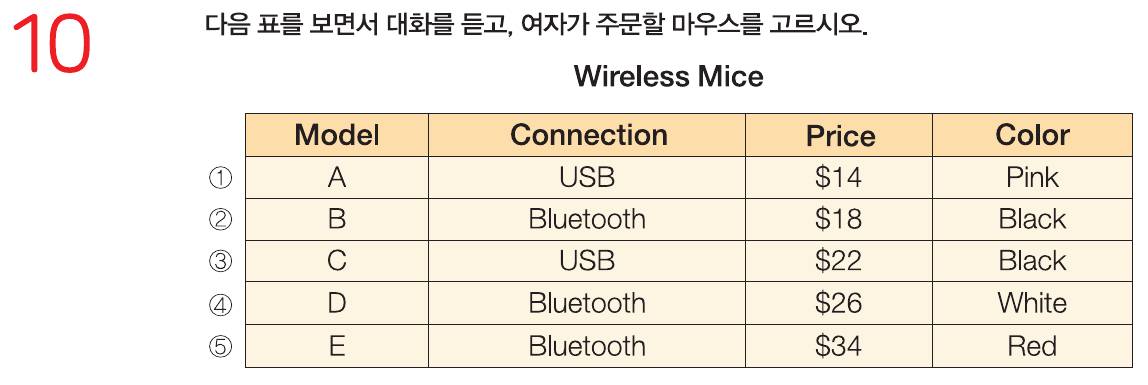 10
다음 표를 보면서 대화를 듣고, 여자가 주문할 마우스를 고르시오.
Wireless Mice
Model Connection Price Color
① A USB $14 Pink
② B Bluetooth $18 Black
③ C USB $22 Black
④ D Bluetooth $26 White
⑤ E Bluetooth $34 Red